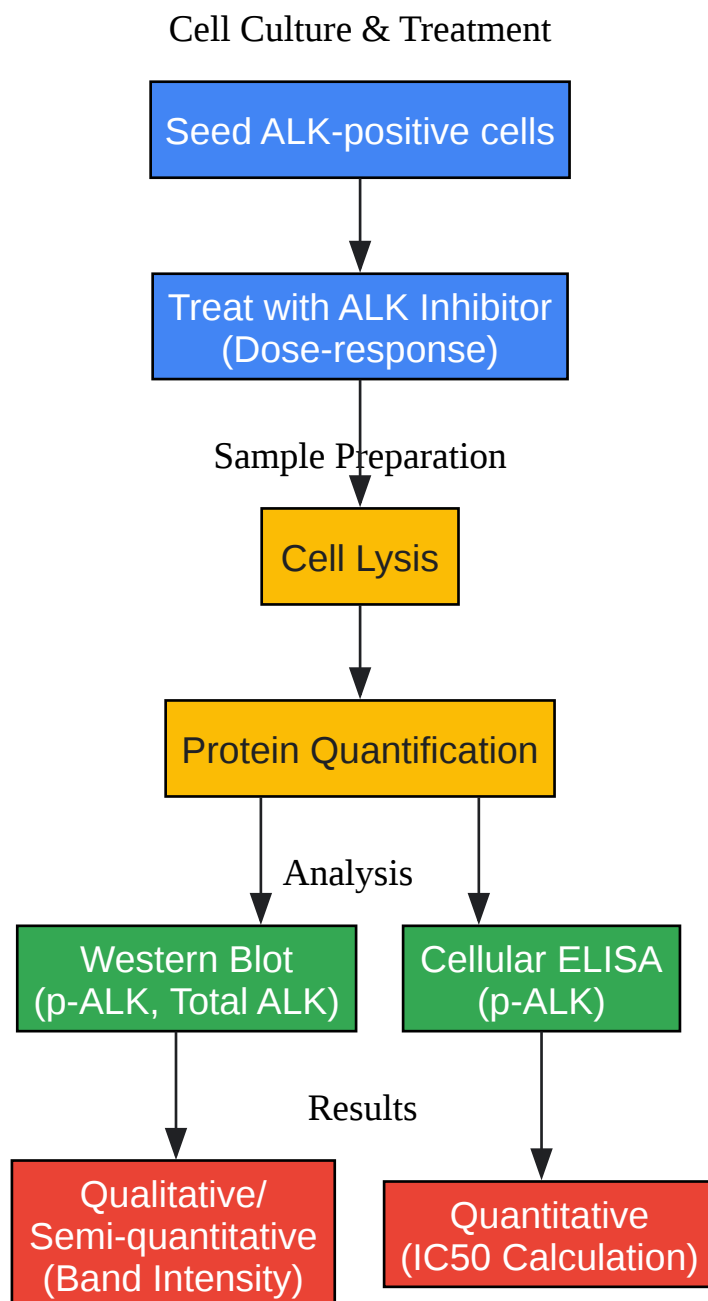 Cell Culture & Treatment
Seed ALK-positive cells
Treat with ALK Inhibitor
(Dose-response)
Sample Preparation
Cell Lysis
Protein Quantification
Analysis
Western Blot
(p-ALK, Total ALK)
Cellular ELISA
(p-ALK)
Results
Qualitative/
Semi-quantitative
(Band Intensity)
Quantitative
(IC50 Calculation)